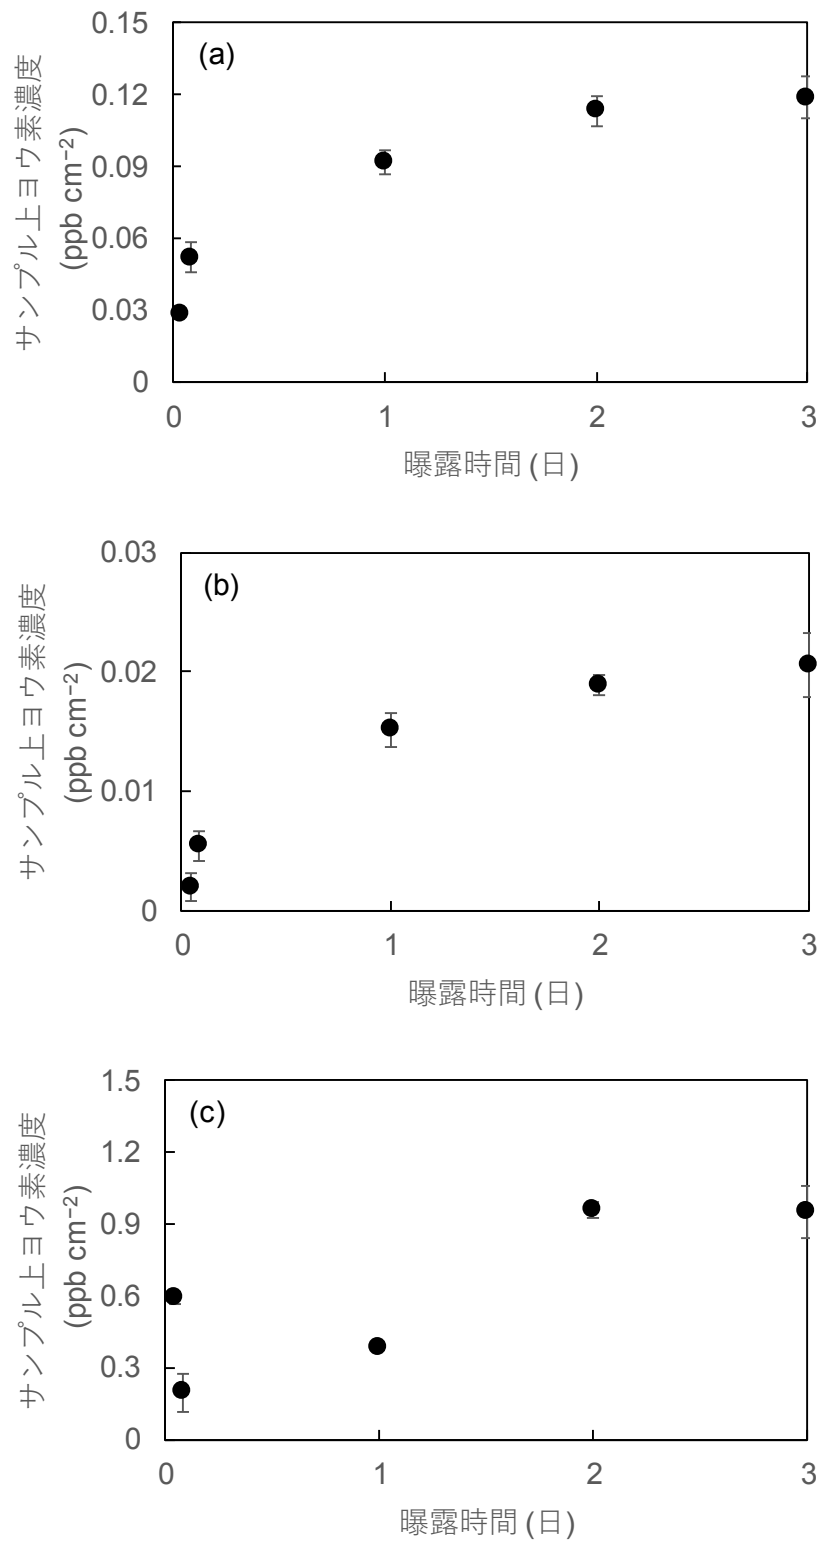 (a)
サンプル上ヨウ素濃度
(ppb cm⁻²)
0.15
0.12
0.09
0.06
0.03
0
0 1 2 3
曝露時間 (日)
(b)
サンプル上ヨウ素濃度
(ppb cm⁻²)
0.03
0.02
0.01
0
0 1 2 3
曝露時間 (日)
(c)
サンプル上ヨウ素濃度
(ppb cm⁻²)
1.5
1.2
0.9
0.6
0.3
0
0 1 2 3
曝露時間 (日)